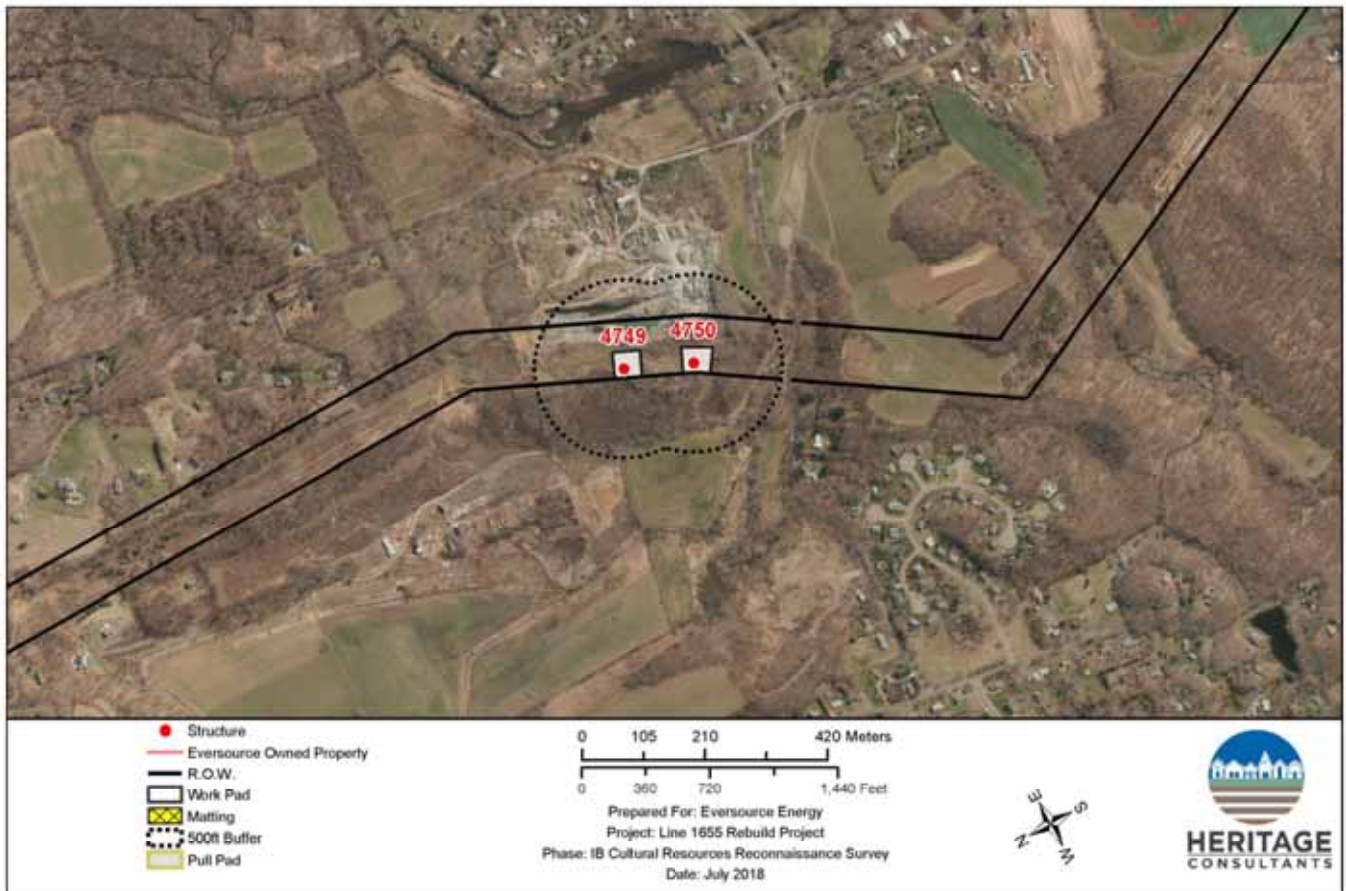 4749
4750
Structure
Eversource Owned Property
R.O.W.
Work Pad
Matting
500ft Buffer
Pull Pad
0 105 210 420 Meters
0 360 720 1,440 Feet
Prepared For: Eversource Energy
Project: Line 1655 Rebuild Project
Phase: IB Cultural Resources Reconnaissance Survey
Date: July 2018
E
S
N
W
HERITAGE
CONSULTANTS